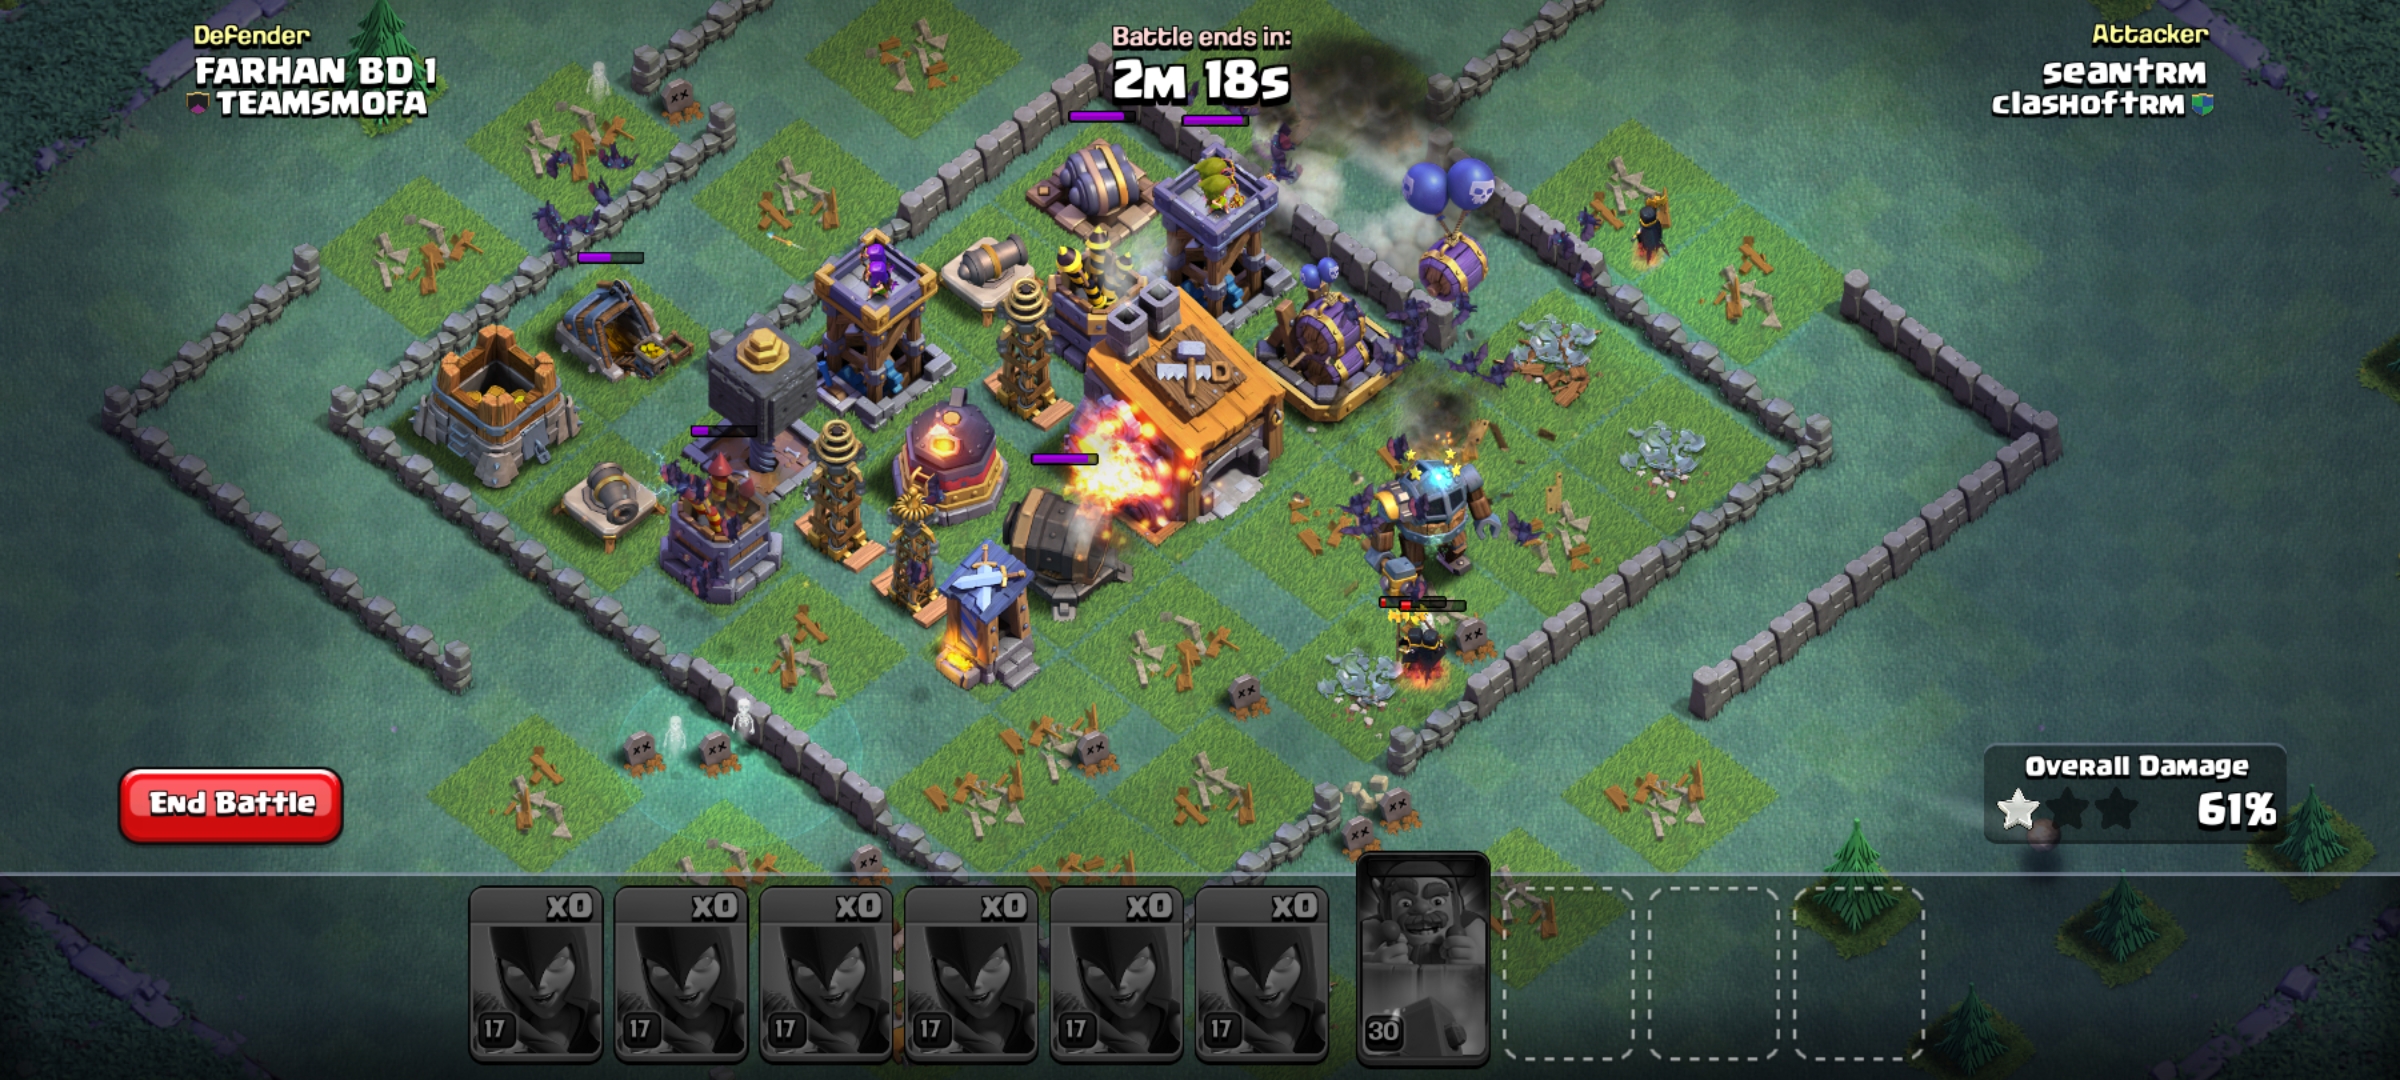 Defender
FARHAN BD 1
TEAMSMOFA
Battle ends in:
2M 18s
Attacker
seantRM
clashoftRM
End Battle
Overall Damage
61%
x0
x0
x0
x0
x0
x0
17
17
17
17
17
17
30